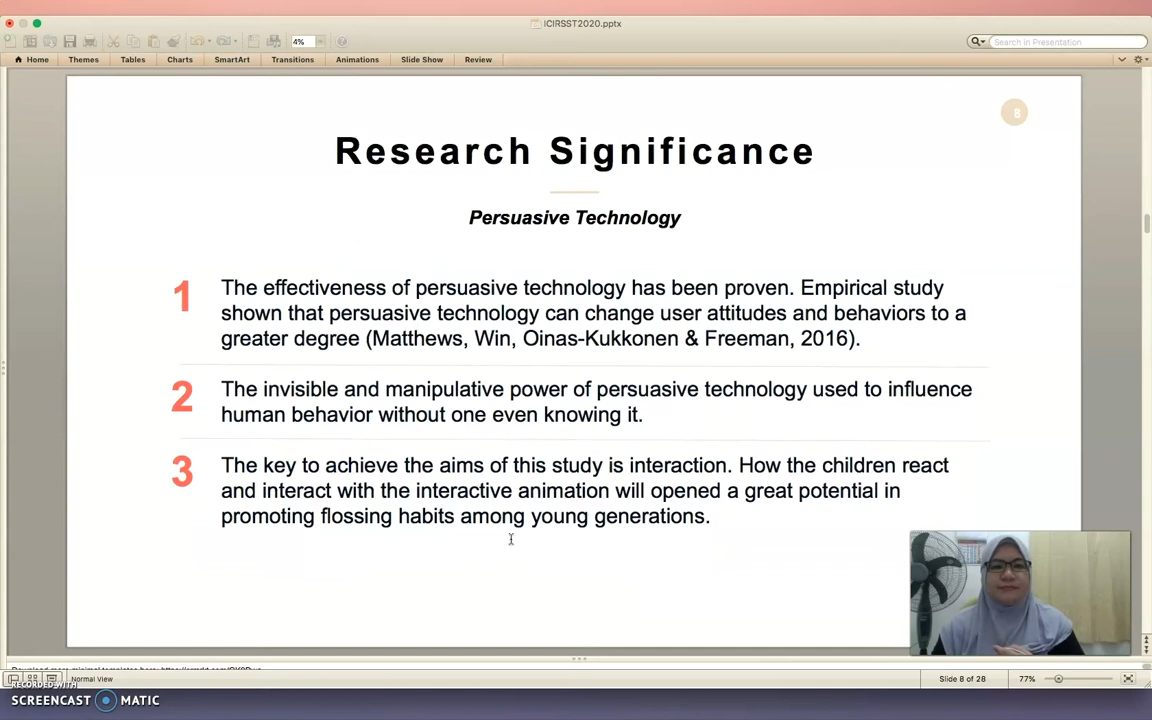 ICIRSST2020.pptx
4%
Search in Presentation
Home Themes Tables Charts SmartArt Transitions Animations Slide Show Review
8
Research Significance
Persuasive Technology
1 The effectiveness of persuasive technology has been proven. Empirical study
shown that persuasive technology can change user attitudes and behaviors to a
greater degree (Matthews, Win, Oinas-Kukkonen & Freeman, 2016).
2 The invisible and manipulative power of persuasive technology used to influence
human behavior without one even knowing it.
3 The key to achieve the aims of this study is interaction. How the children react
and interact with the interactive animation will opened a great potential in
promoting flossing habits among young generations.
Normal View
Slide 8 of 28
77%
RECORDED WITH
SCREENCAST MATIC